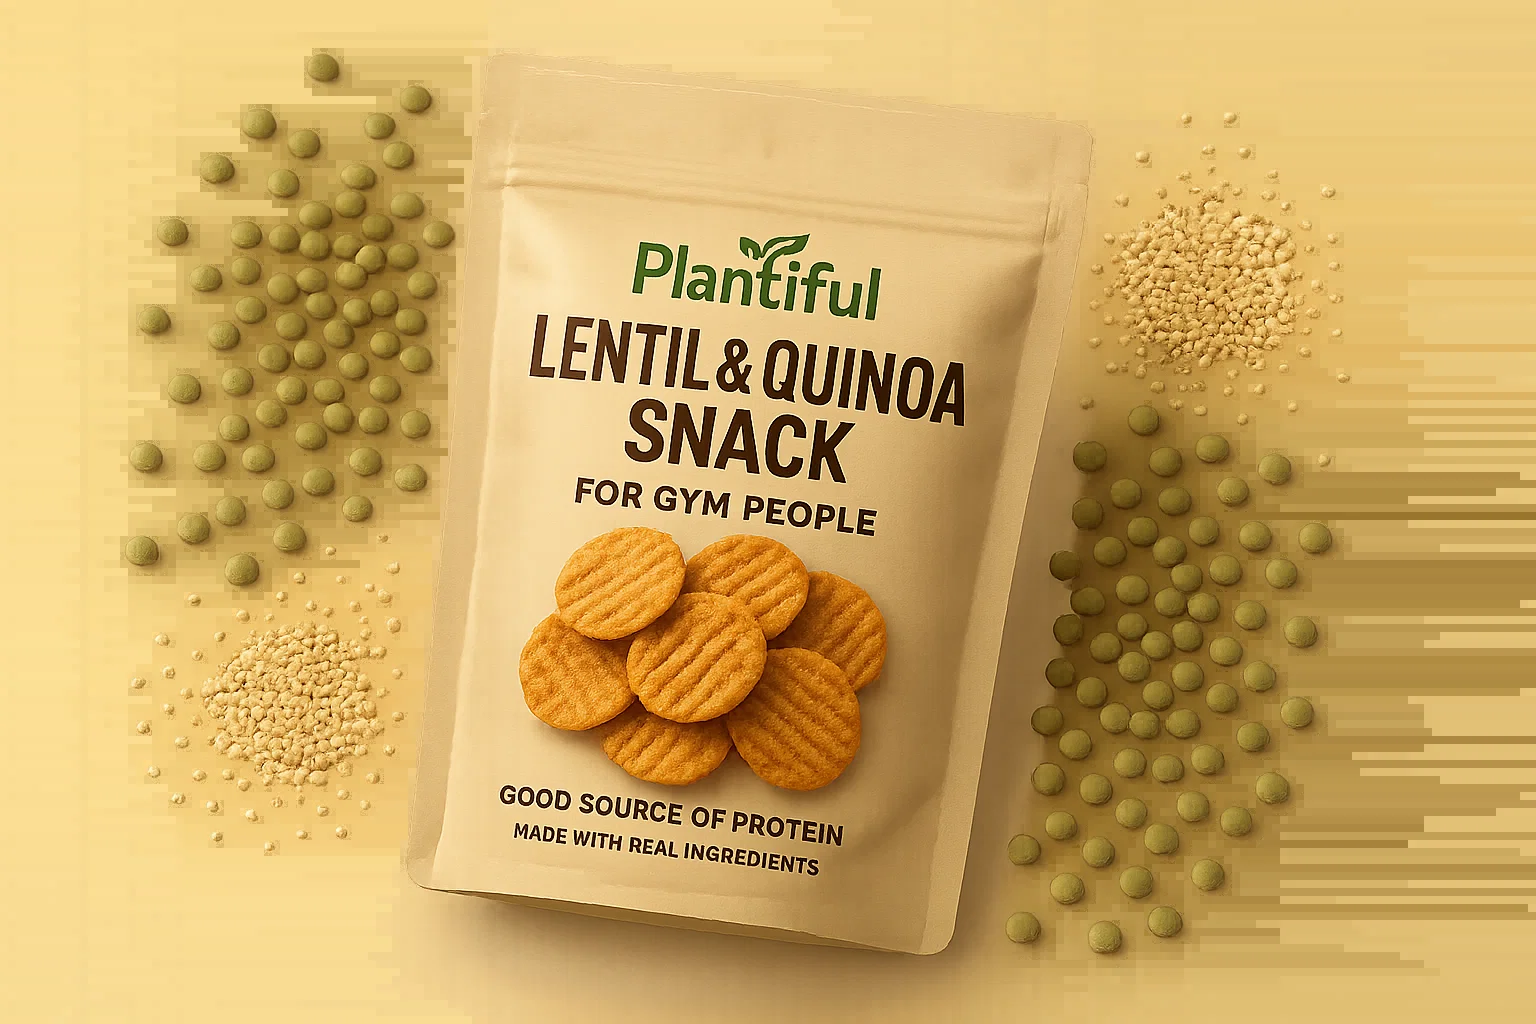 Plantiful
LENTIL & QUINOA
SNACK
FOR GYM PEOPLE
GOOD SOURCE OF PROTEIN
MADE WITH REAL INGREDIENTS